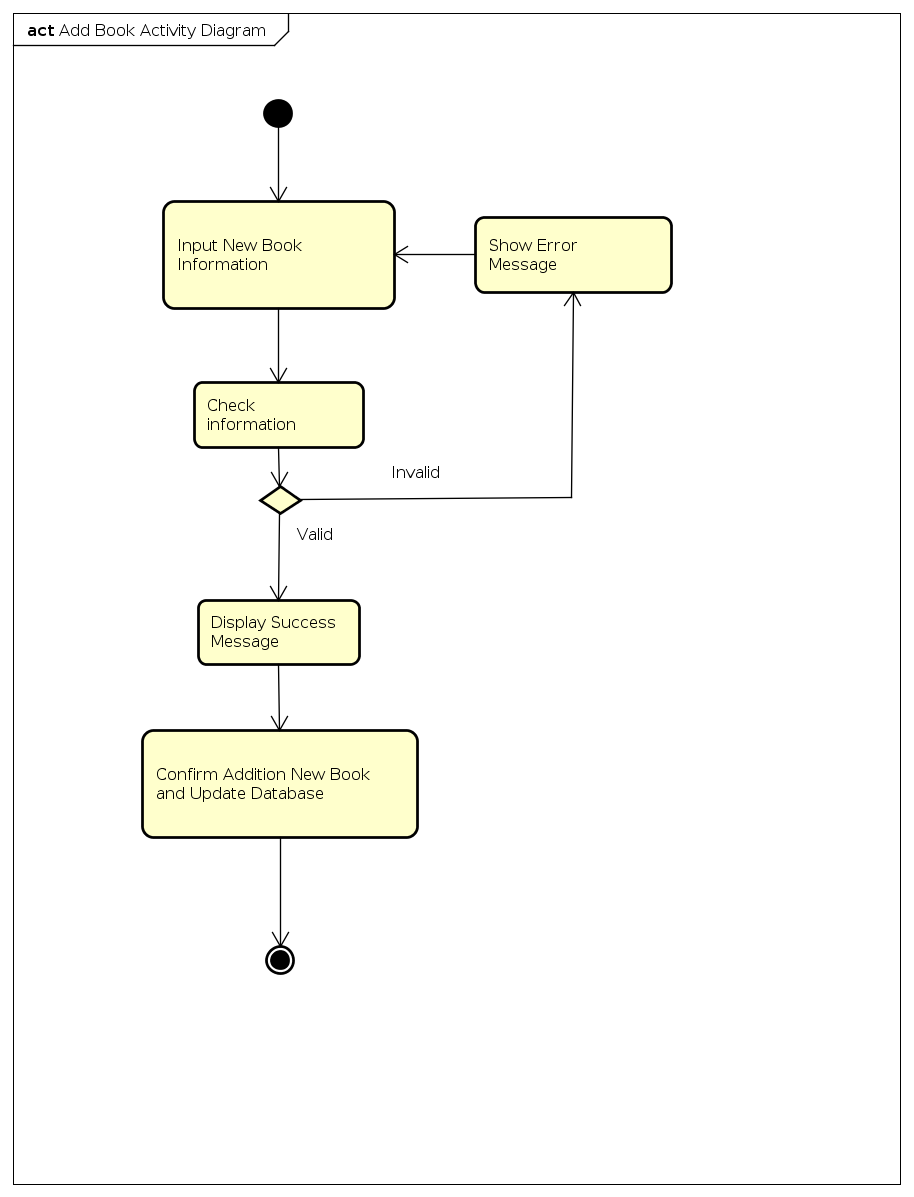 act Add Book Activity Diagram
Input New Book
Information
Show Error
Message
Check
information
Invalid
Valid
Display Success
Message
Confirm Addition New Book
and Update Database